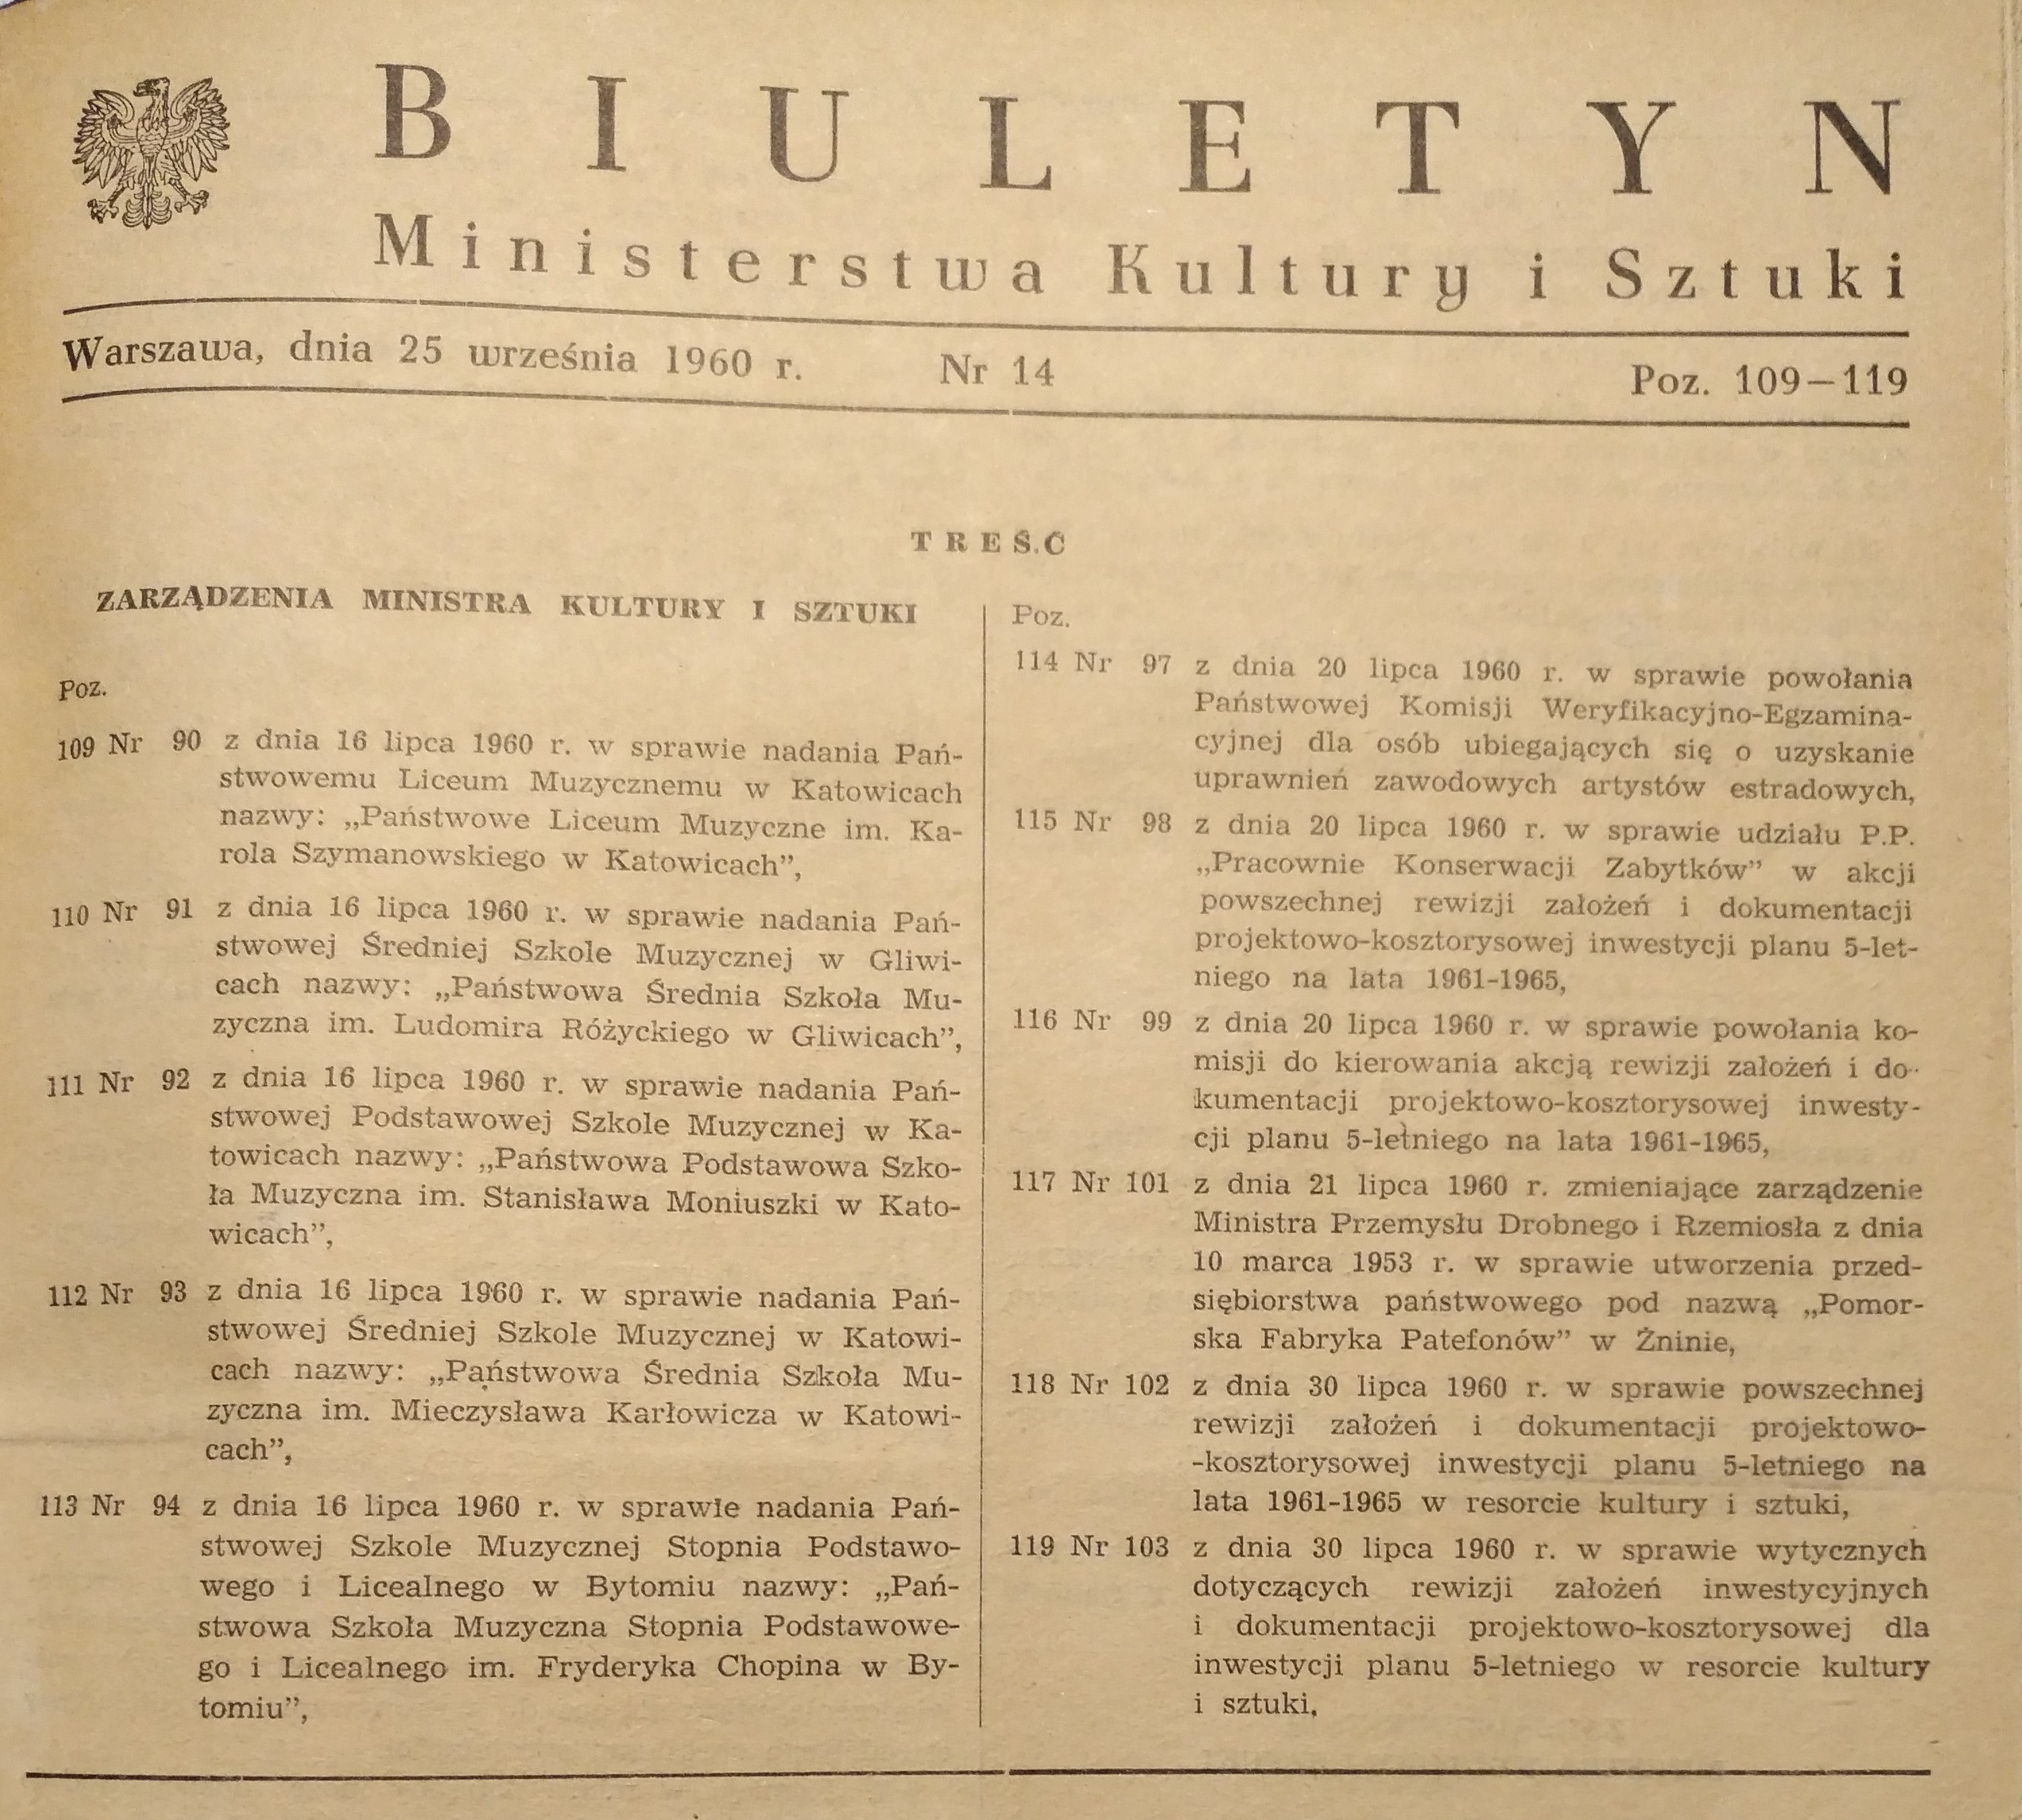 BIULETYN
Ministerstwa Kultury i Sztuki
Warszawa, dnia 25 września 1960 r. Nr 14 Poz. 109—119
TREŚĆ
ZARZĄDZENIA MINISTRA KULTURY I SZTUKI
Poz.
109 Nr 90 z dnia 16 lipca 1960 r. w sprawie nadania Pań-
stwowemu Liceum Muzycznemu w Katowicach
nazwy: „Państwowe Liceum Muzyczne im. Ka-
rola Szymanowskiego w Katowicach”,
110 Nr 91 z dnia 16 lipca 1960 r. w sprawie nadania Pań-
stwowej Średniej Szkole Muzycznej w Gliwi-
cach nazwy: „Państwowa Średnia Szkoła Mu-
zyczna im. Ludomira Różyckiego w Gliwicach”,
111 Nr 92 z dnia 16 lipca 1960 r. w sprawie nadania Pań-
stwowej Podstawowej Szkole Muzycznej w Ka-
towicach nazwy: „Państwowa Podstawowa Szko-
ła Muzyczna im. Stanisława Moniuszki w Kato-
wicach”,
112 Nr 93 z dnia 16 lipca 1960 r. w sprawie nadania Pań-
stwowej Średniej Szkole Muzycznej w Katowi-
cach nazwy: „Państwowa Średnia Szkoła Mu-
zyczna im. Mieczysława Karłowicza w Katowi-
cach”,
113 Nr 94 z dnia 16 lipca 1960 r. w sprawie nadania Pań-
stwowej Szkole Muzycznej Stopnia Podstawo-
wego i Licealnego w Bytomiu nazwy: „Pań-
stwowa Szkoła Muzyczna Stopnia Podstawowe-
go i Licealnego im. Fryderyka Chopina w By-
tomiu”,
Poz.
114 Nr 97 z dnia 20 lipca 1960 r. w sprawie powołania
Państwowej Komisji Weryfikacyjno-Egzamina-
cyjnej dla osób ubiegających się o uzyskanie
uprawnień zawodowych artystów estradowych,
115 Nr 98 z dnia 20 lipca 1960 r. w sprawie udziału P.P.
„Pracownie Konserwacji Zabytków” w akcji
powszechnej rewizji założeń i dokumentacji
projektowo-kosztorysowej inwestycji planu 5-let-
niego na lata 1961-1965,
116 Nr 99 z dnia 20 lipca 1960 r. w sprawie powołania ko-
misji do kierowania akcją rewizji założeń i do-
kumentacji projektowo-kosztorysowej inwesty-
cji planu 5-letniego na lata 1961-1965,
117 Nr 101 z dnia 21 lipca 1960 r. zmieniające zarządzenie
Ministra Przemysłu Drobnego i Rzemiosła z dnia
10 marca 1953 r. w sprawie utworzenia przed-
siębiorstwa państwowego pod nazwą „Pomor-
ska Fabryka Patefonów” w Żninie,
118 Nr 102 z dnia 30 lipca 1960 r. w sprawie powszechnej
rewizji założeń i dokumentacji projektowo-
-kosztorysowej inwestycji planu 5-letniego na
lata 1961-1965 w resorcie kultury i sztuki,
119 Nr 103 z dnia 30 lipca 1960 r. w sprawie wytycznych
dotyczących rewizji założeń inwestycyjnych
i dokumentacji projektowo-kosztorysowej dla
inwestycji planu 5-letniego w resorcie kultury
i sztuki,